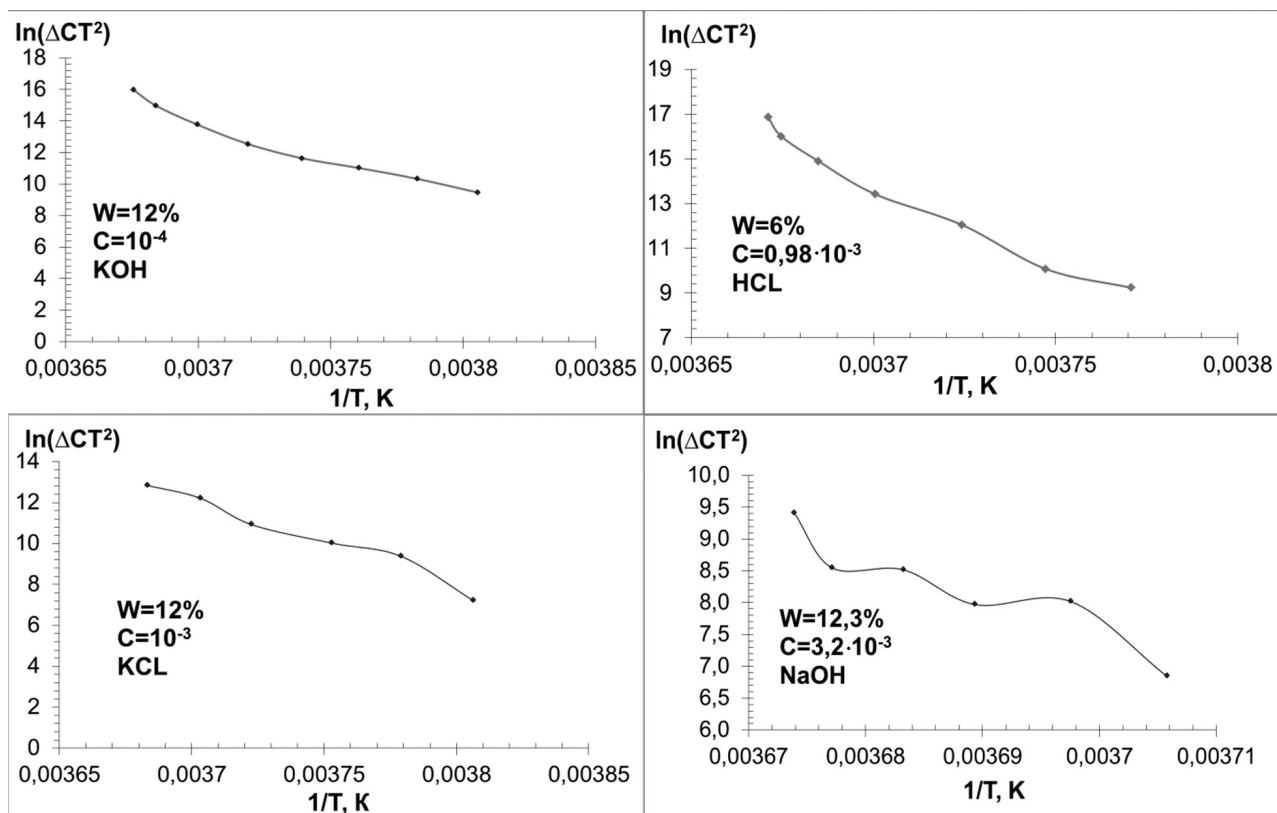 ln(ΔCT²)
18
16
14
12
10
8
6
4
2
0
W=12%
C=10⁻⁴
KOH
0,00365 0,0037 0,00375 0,0038 0,00385
1/T, K
ln(ΔCT²)
19
17
15
13
11
9
7
W=6%
C=0,98·10⁻³
HCL
0,00365 0,0037 0,00375 0,0038
1/T, K
ln(ΔCT²)
14
12
10
8
6
4
2
0
W=12%
C=10⁻³
KCL
0,00365 0,0037 0,00375 0,0038 0,00385
1/T, K
ln(ΔCT²)
10,0
9,5
9,0
8,5
8,0
7,5
7,0
6,5
6,0
W=12,3%
C=3,2·10⁻³
NaOH
0,00367 0,00368 0,00369 0,0037 0,00371
1/T, K